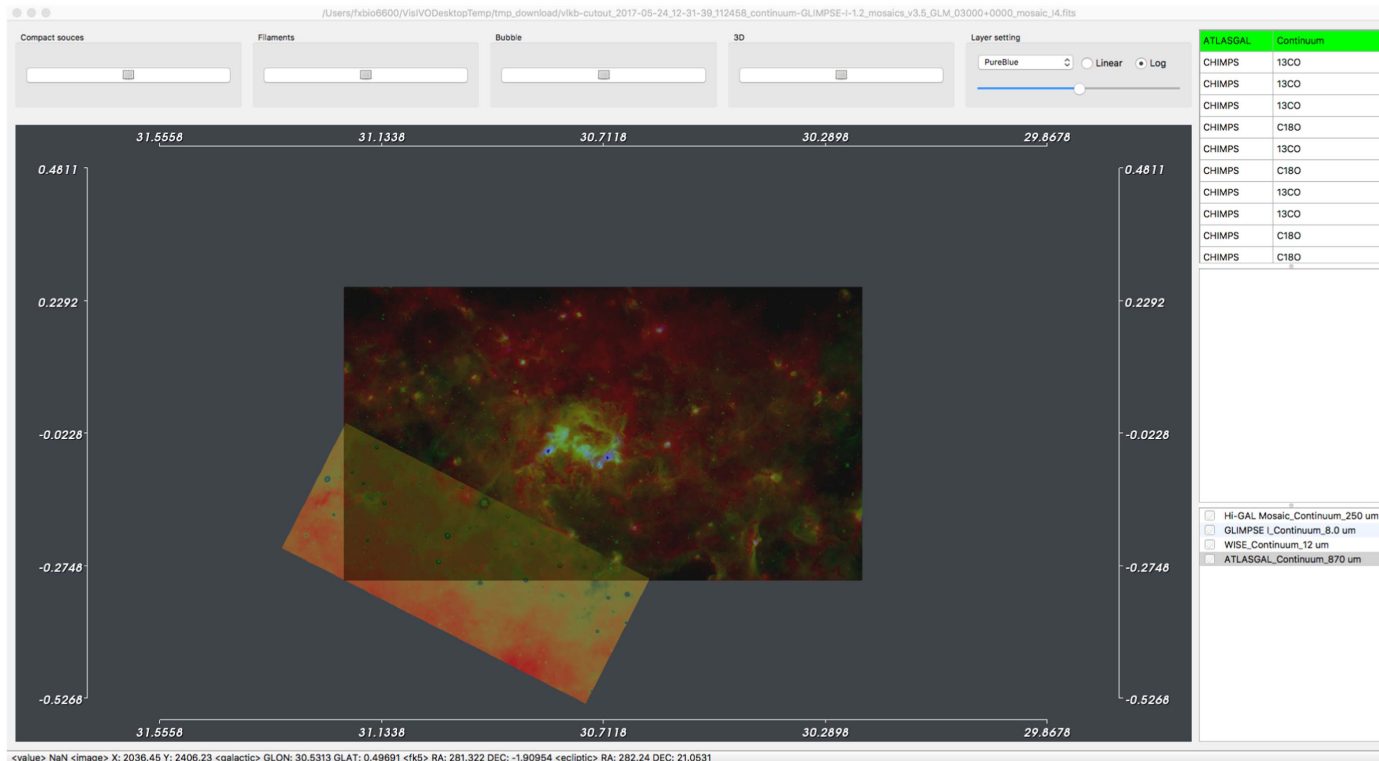 /Users/fxbio6600/VisIVODesktopTemp/tmp_download/vlkb-cutout_2017-05-24_12-31-39_112458_continuum-GLIMPSE-I-1.2_mosaics_v3.5_GLM_03000+0000_mosaic_I4.fits
Compact souces Filaments Bubble 3D Layer setting
PureBlue Linear Log
ATLASGAL Continuum
CHIMPS 13CO
CHIMPS 13CO
CHIMPS 13CO
CHIMPS C18O
CHIMPS 13CO
CHIMPS C18O
CHIMPS 13CO
CHIMPS 13CO
CHIMPS C18O
CHIMPS C18O
31.5558 31.1338 30.7118 30.2898 29.8678
0.4811 0.4811
0.2292 0.2292
-0.0228 -0.0228
-0.2748 -0.2748
-0.5268 -0.5268
31.5558 31.1338 30.7118 30.2898 29.8678
Hi-GAL Mosaic_Continuum_250 um
GLIMPSE I_Continuum_8.0 um
WISE_Continuum_12 um
ATLASGAL_Continuum_870 um
<value> NaN <image> X: 2036.45 Y: 2406.23 <galactic> GLON: 30.5313 GLAT: 0.49691 <fk5> RA: 281.322 DEC: -1.90954 <ecliptic> RA: 282.24 DEC: 21.0531